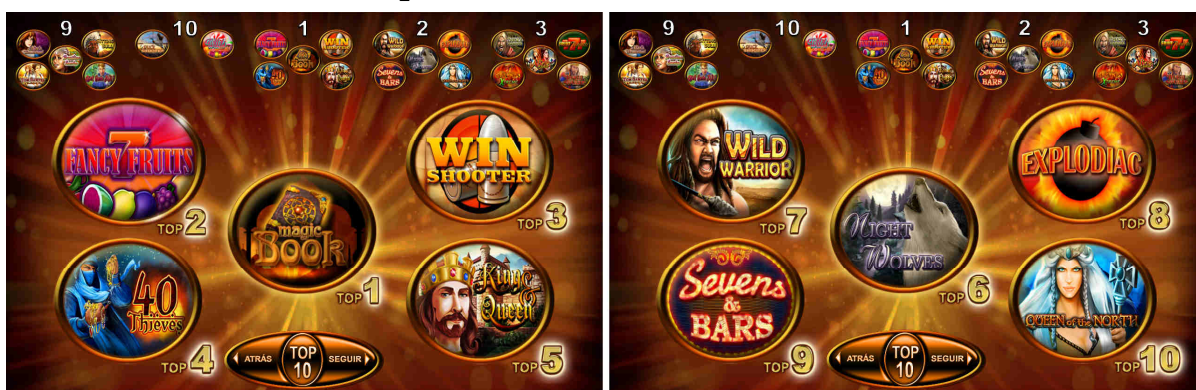 9 10 1 2 3
7
FANCY FRUITS
TOP 2
WIN
SHOOTER
TOP 3
magic
Book
TOP 1
40
Thieves
TOP 4
King &
Queen
TOP 5
ATRÁS
TOP
10
SEGUIR
9 10 1 2 3
WILD
WARRIOR
TOP 7
EXPLODIAC
TOP 8
Night
Wolves
TOP 6
Sevens
&
BARS
TOP 9
QUEEN of the NORTH
TOP 10
ATRÁS
TOP
10
SEGUIR